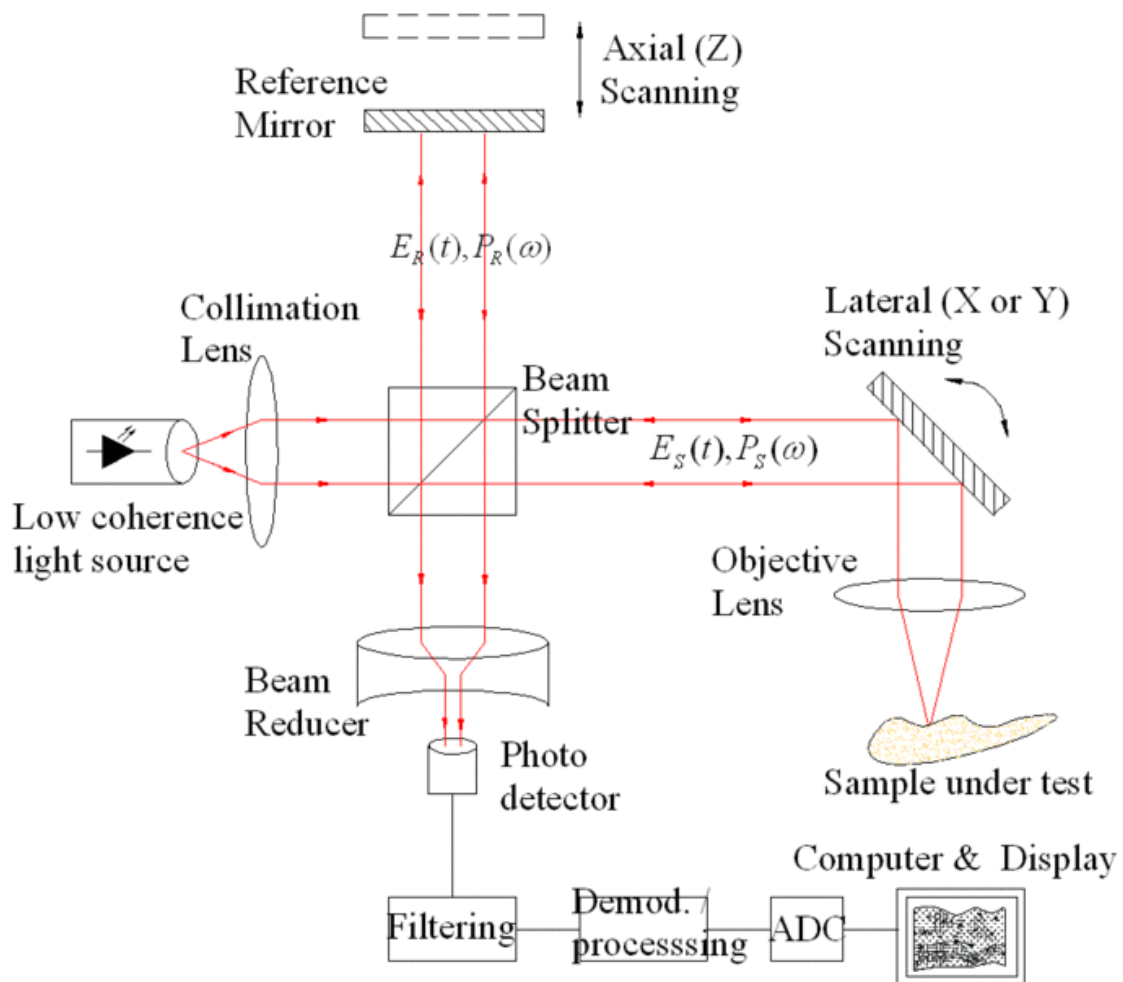 Axial (Z)
Scanning
Reference
Mirror
E_R(t), P_R(ω)
Collimation
Lens
Lateral (X or Y)
Scanning
Beam
Splitter
E_S(t), P_S(ω)
Low coherence
light source
Objective
Lens
Beam
Reducer
Photo
detector
Sample under test
Computer & Display
Filtering
Demod. /
processsing
ADC